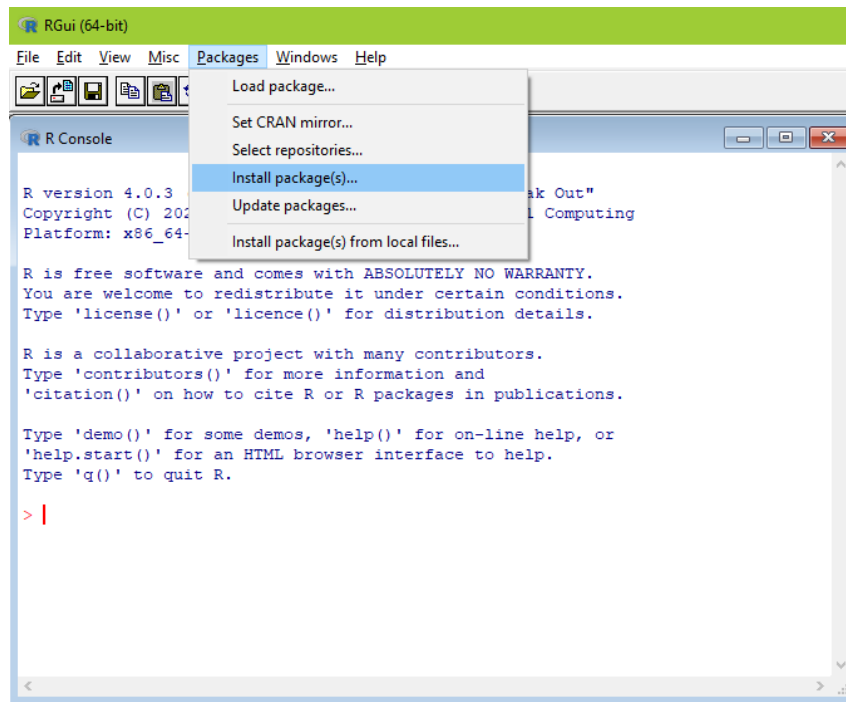 RGui (64-bit)
File Edit View Misc Packages Windows Help
Load package...
Set CRAN mirror...
Select repositories...
Install package(s)...
Update packages...
Install package(s) from local files...
R Console
R version 4.0.3 ak Out"
Copyright (C) 202 l Computing
Platform: x86_64-
R is free software and comes with ABSOLUTELY NO WARRANTY.
You are welcome to redistribute it under certain conditions.
Type 'license()' or 'licence()' for distribution details.
R is a collaborative project with many contributors.
Type 'contributors()' for more information and
'citation()' on how to cite R or R packages in publications.
Type 'demo()' for some demos, 'help()' for on-line help, or
'help.start()' for an HTML browser interface to help.
Type 'q()' to quit R.
>